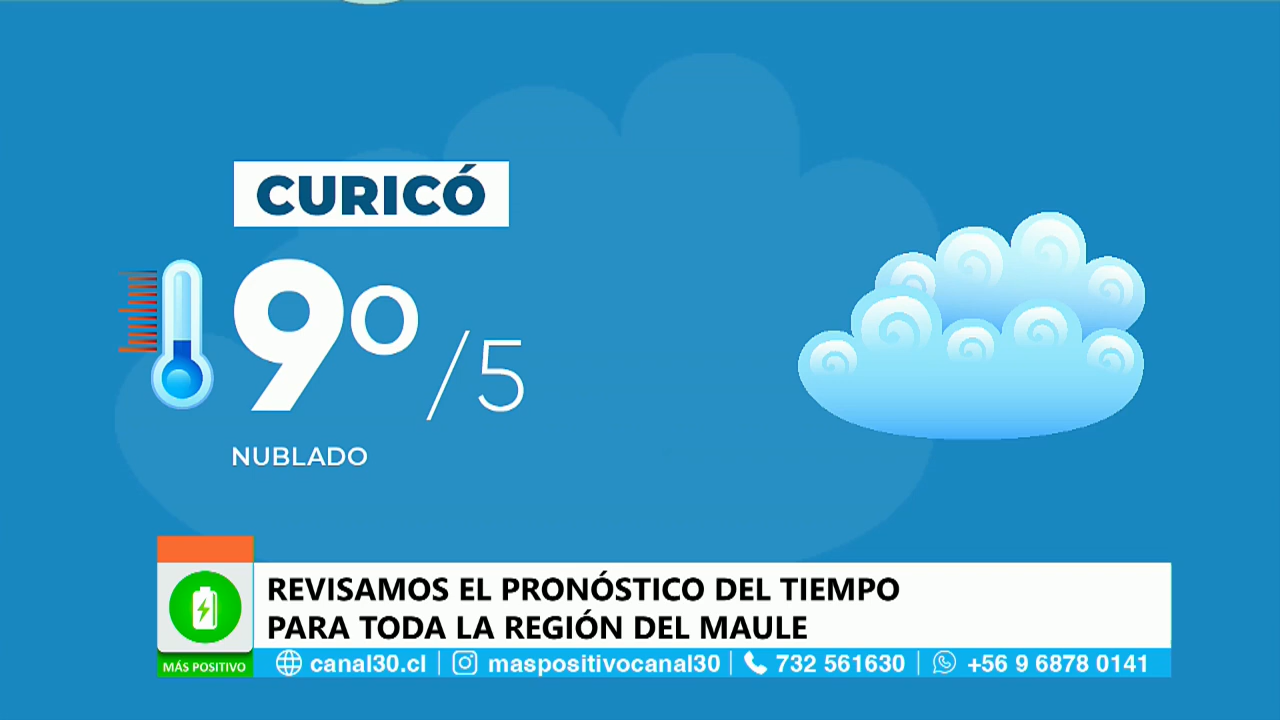 CURICÓ
9º/5
NUBLADO
REVISAMOS EL PRONÓSTICO DEL TIEMPO
PARA TODA LA REGIÓN DEL MAULE
MÁS POSITIVO
canal30.cl | maspositivocanal30 | 732 561630 | +56 9 6878 0141